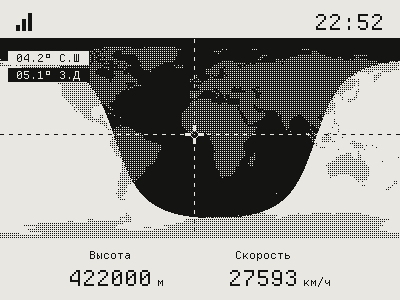 22:52
04.2° С.Ш
05.1° З.Д
Высота
422000 м
Скорость
27593 км/ч